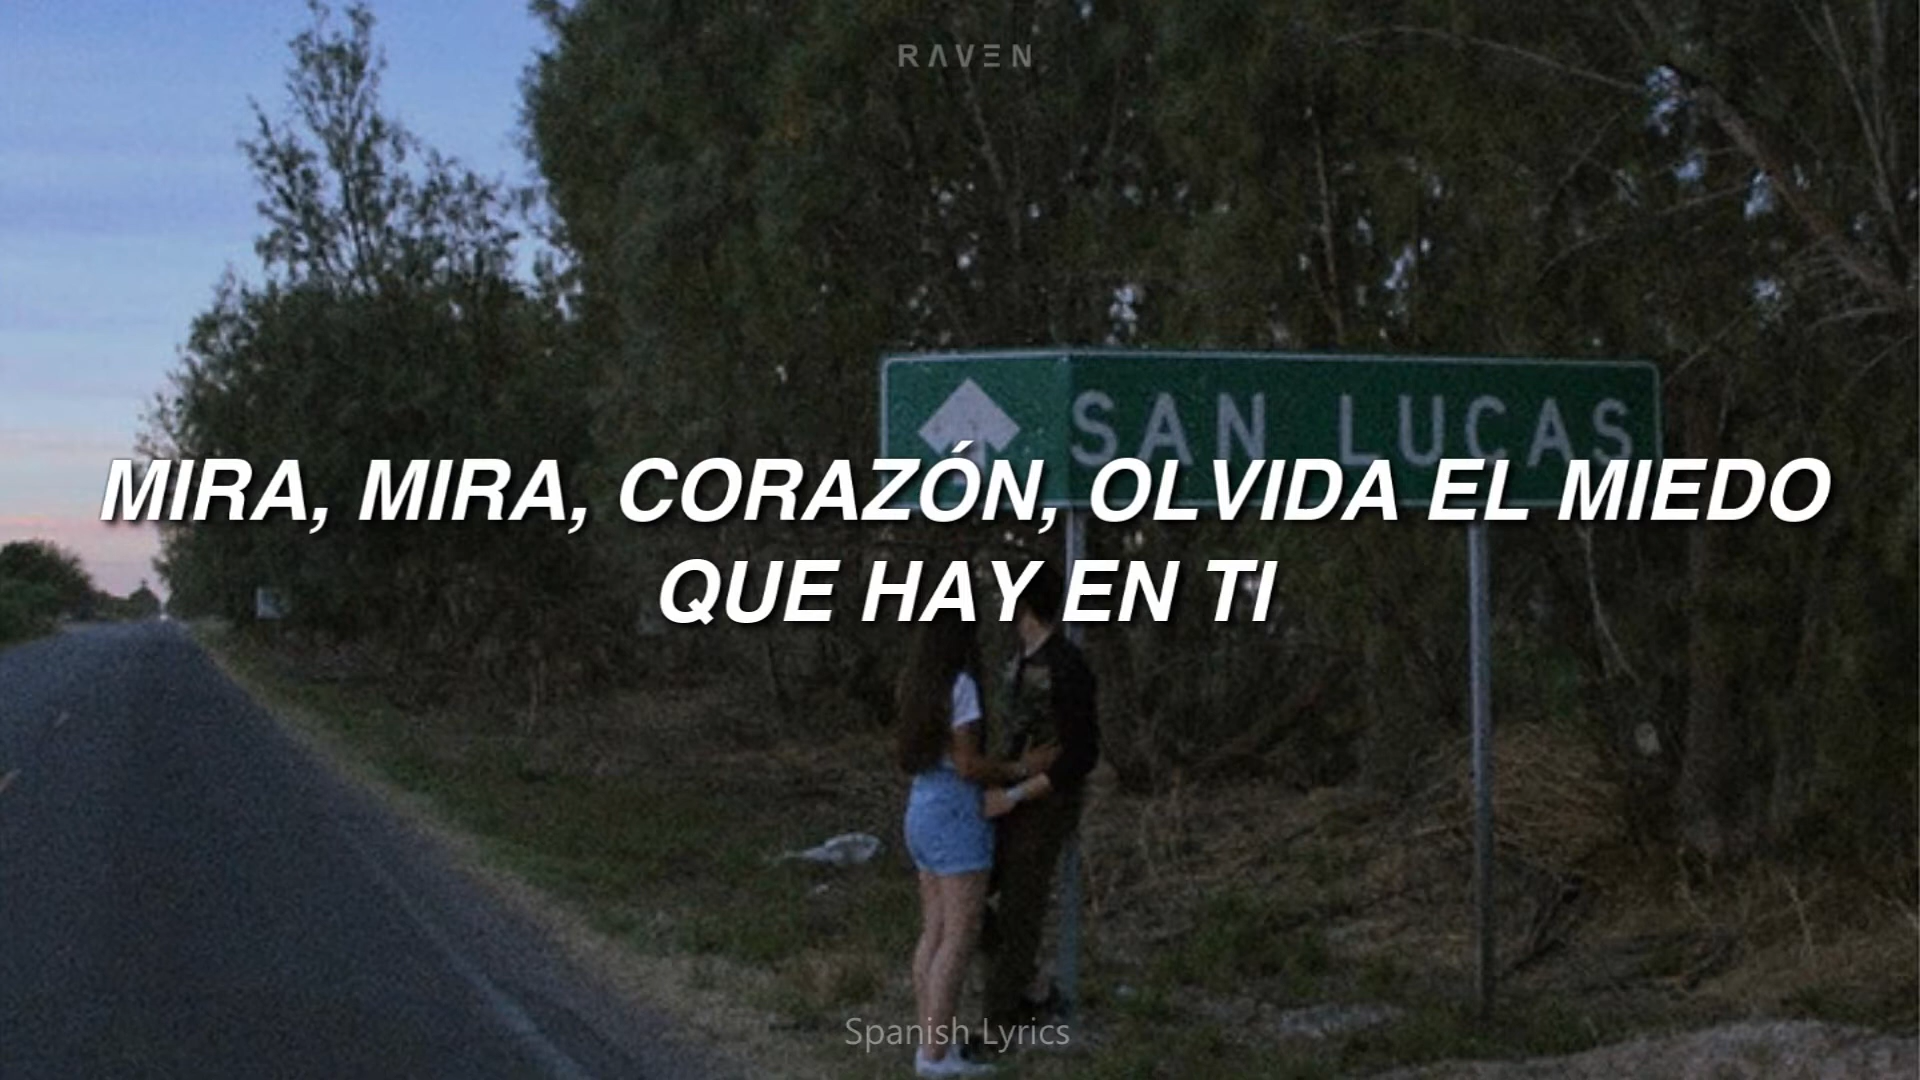 RAVEN
SAN LUCAS
MIRA, MIRA, CORAZÓN, OLVIDA EL MIEDO
QUE HAY EN TI
Spanish Lyrics